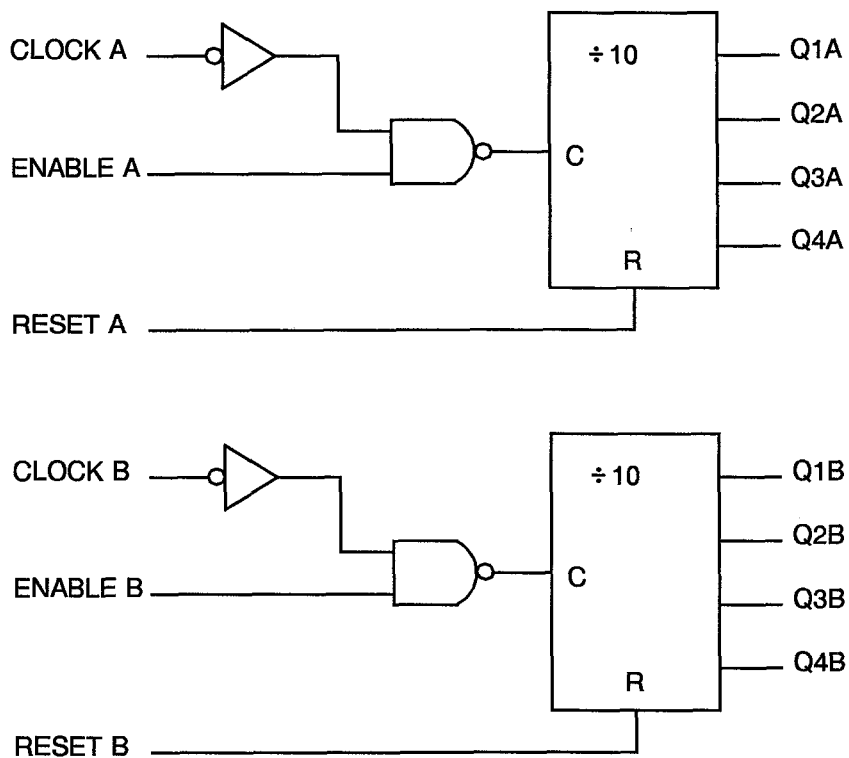 CLOCK A
÷ 10
Q1A
Q2A
ENABLE A
C
Q3A
Q4A
R
RESET A
CLOCK B
÷ 10
Q1B
Q2B
ENABLE B
C
Q3B
Q4B
R
RESET B